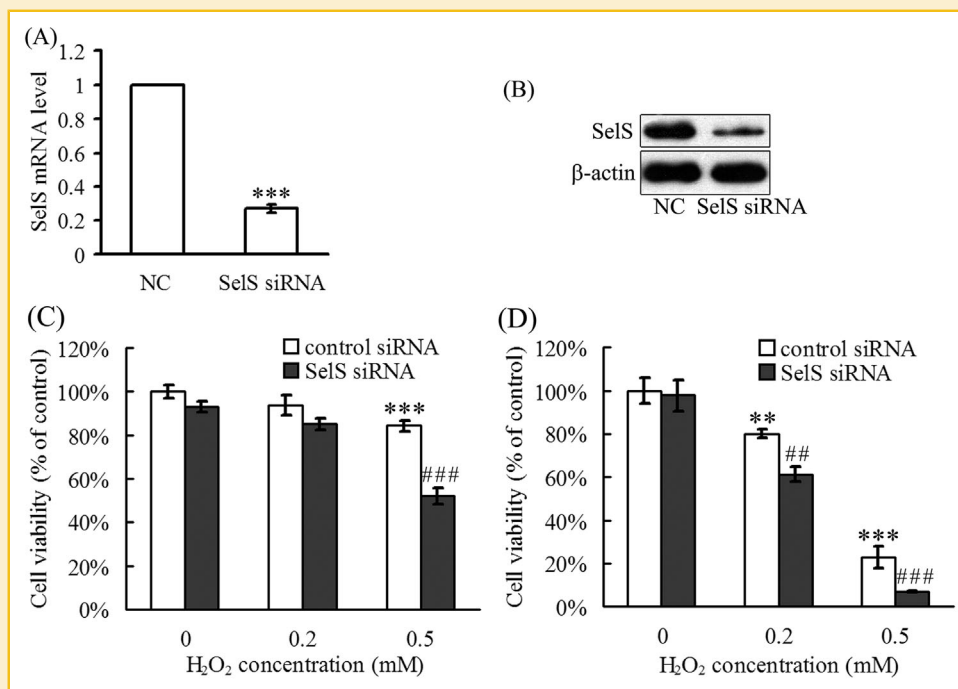 (A)
SelS mRNA level
1.2
1
0.8
0.6
0.4
0.2
0
***
NC
SelS siRNA
(B)
SelS
β-actin
NC SelS siRNA
(C)
Cell viability (% of control)
120%
100%
80%
60%
40%
20%
0%
control siRNA
SelS siRNA
***
###
0
0.2
0.5
H₂O₂ concentration (mM)
(D)
Cell viability (% of control)
120%
100%
80%
60%
40%
20%
0%
control siRNA
SelS siRNA
**
##
***
###
0
0.2
0.5
H₂O₂ concentration (mM)